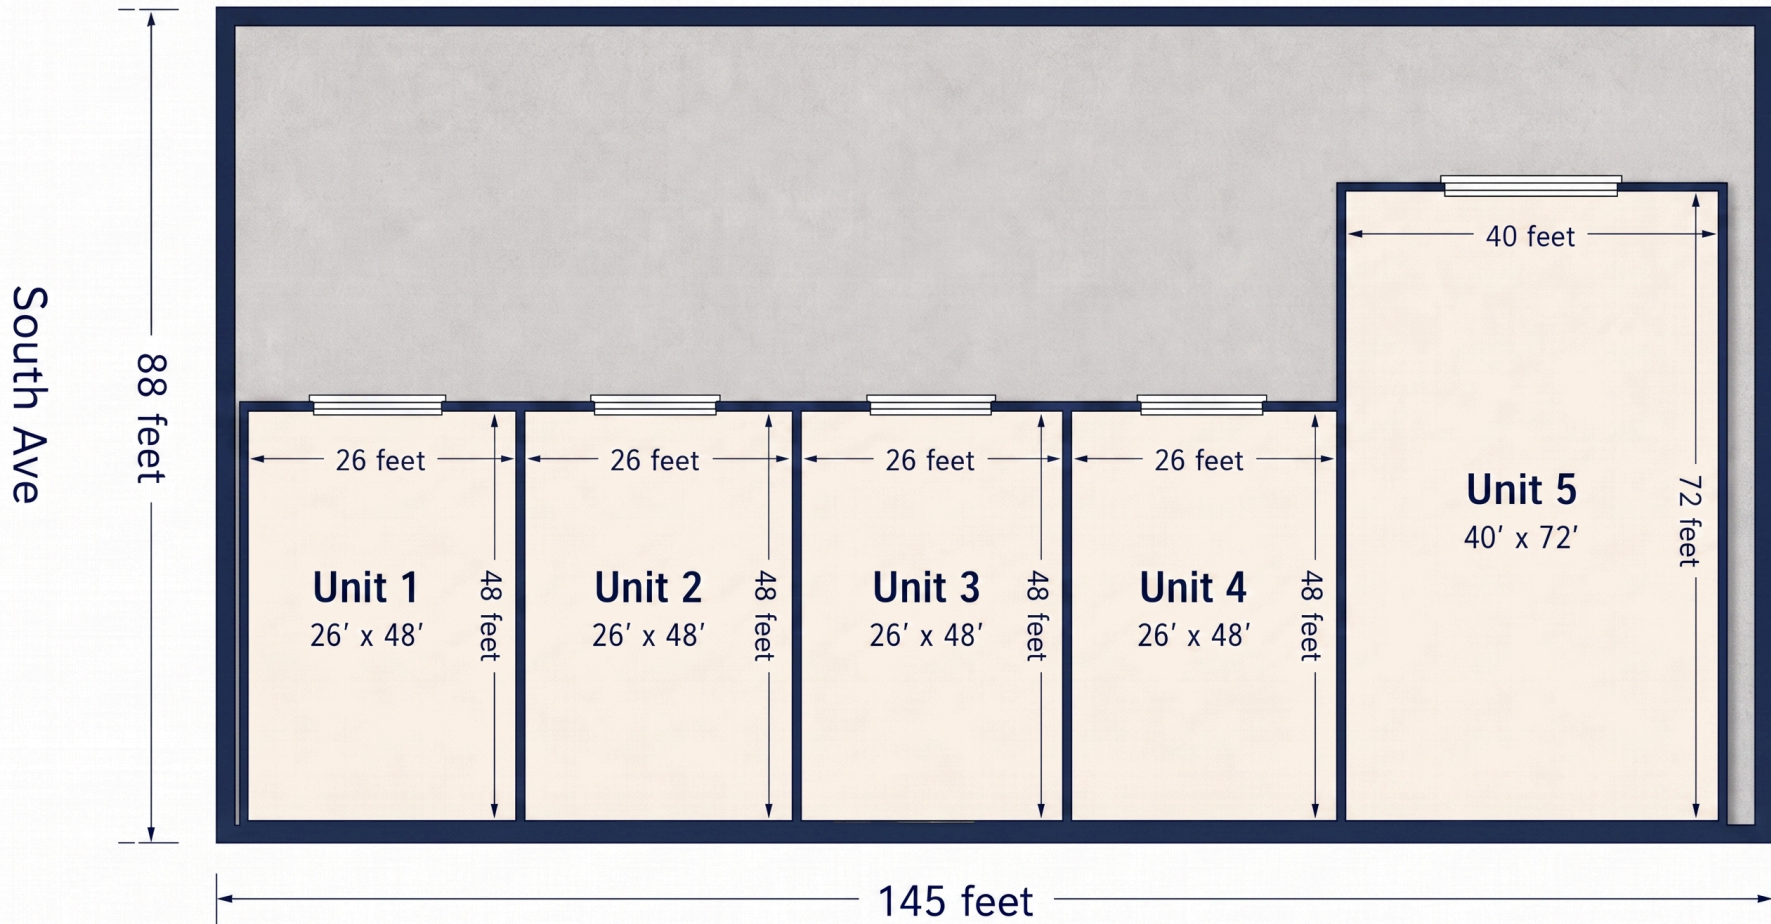 South Ave
88 feet
40 feet
26 feet
26 feet
26 feet
26 feet
Unit 1
26' x 48'
48 feet
Unit 2
26' x 48'
48 feet
Unit 3
26' x 48'
48 feet
Unit 4
26' x 48'
48 feet
Unit 5
40' x 72'
72 feet
145 feet